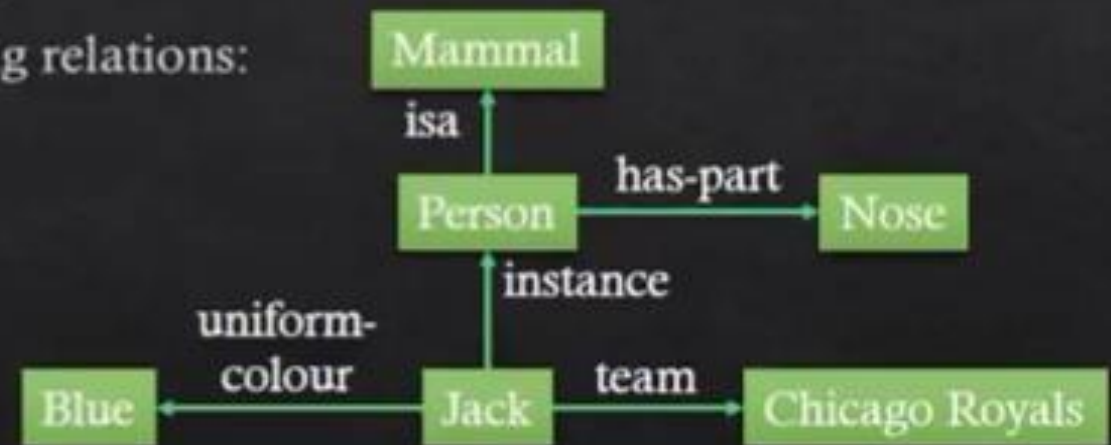 g relations:
Mammal
isa
has-part
Person
Nose
instance
uniform-
colour
team
Blue
Jack
Chicago Royals